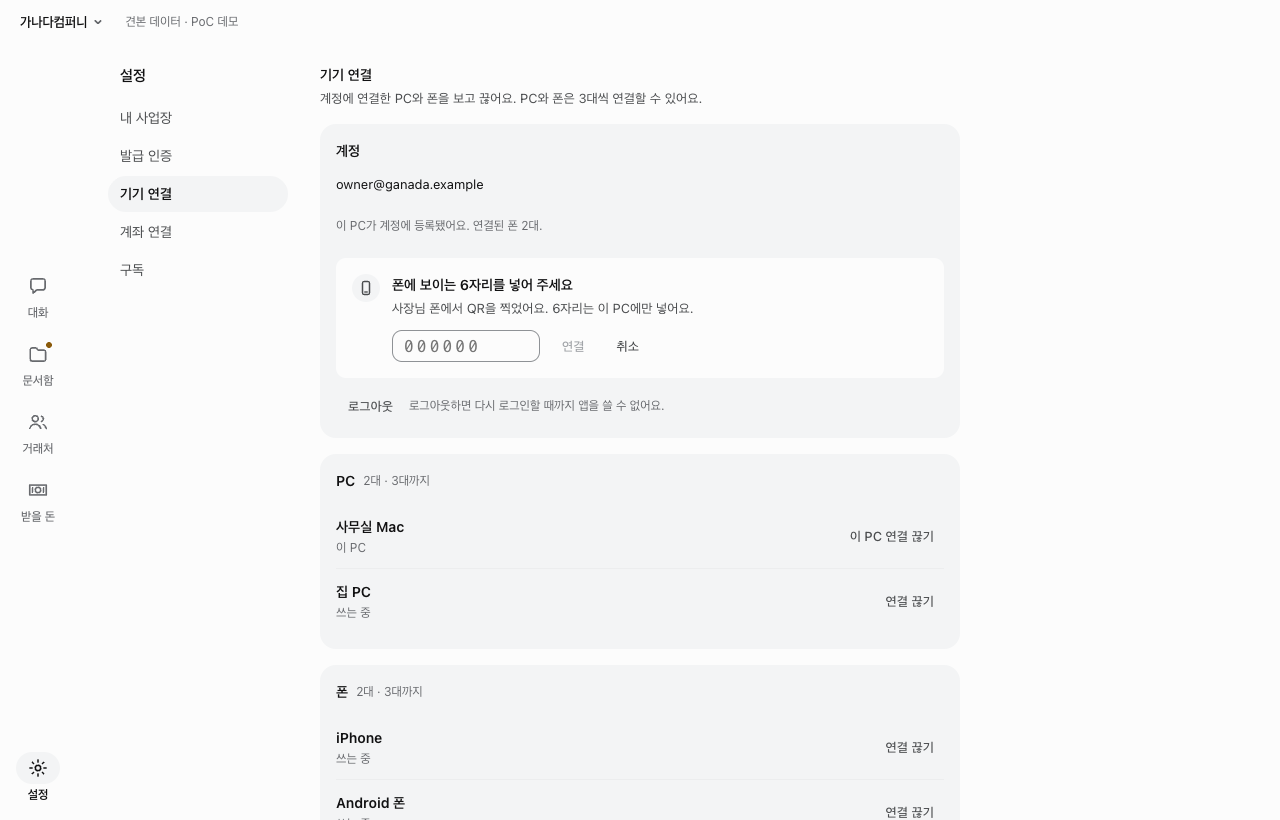 가나다컴퍼니
견본 데이터 · PoC 데모
설정
내 사업장
발급 인증
기기 연결
계좌 연결
구독
대화
문서함
거래처
받을 돈
설정
기기 연결
계정에 연결한 PC와 폰을 보고 끊어요. PC와 폰은 3대씩 연결할 수 있어요.
계정
owner@ganada.example
이 PC가 계정에 등록됐어요. 연결된 폰 2대.
폰에 보이는 6자리를 넣어 주세요
사장님 폰에서 QR을 찍었어요. 6자리는 이 PC에만 넣어요.
000000 연결 취소
로그아웃 로그아웃하면 다시 로그인할 때까지 앱을 쓸 수 없어요.
PC 2대 · 3대까지
사무실 Mac
이 PC
이 PC 연결 끊기
집 PC
쓰는 중
연결 끊기
폰 2대 · 3대까지
iPhone
쓰는 중
연결 끊기
Android 폰
연결 끊기